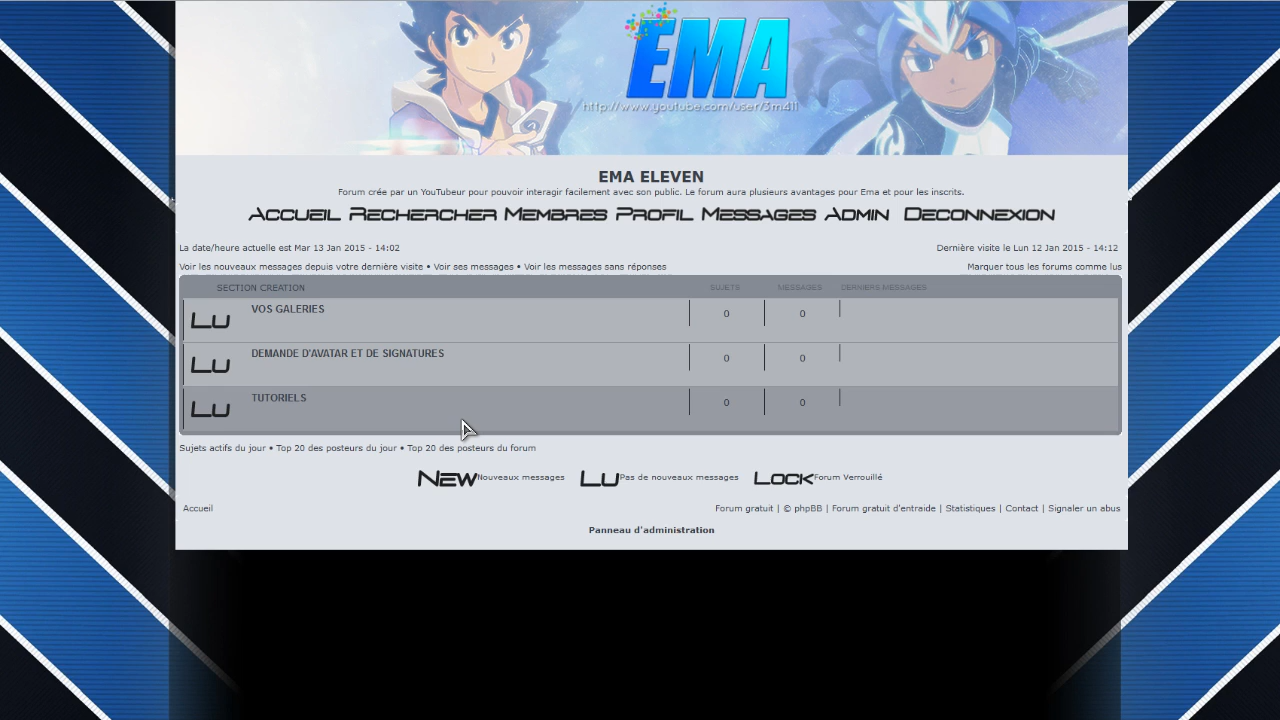 EMA
http://www.youtube.com/user/3m411
EMA ELEVEN
Forum crée par un YouTubeur pour pouvoir interagir facilement avec son public. Le forum aura plusieurs avantages pour Ema et pour les inscrits.
ACCUEIL RECHERCHER MEMBRES PROFIL MESSAGES ADMIN DECONNEXION
La date/heure actuelle est Mar 13 Jan 2015 - 14:02 Dernière visite le Lun 12 Jan 2015 - 14:12
Voir les nouveaux messages depuis votre dernière visite • Voir ses messages • Voir les messages sans réponses Marquer tous les forums comme lus
SECTION CREATION SUJETS MESSAGES DERNIERS MESSAGES
LU VOS GALERIES 0 0
LU DEMANDE D'AVATAR ET DE SIGNATURES 0 0
LU TUTORIELS 0 0
Sujets actifs du jour • Top 20 des posteurs du jour • Top 20 des posteurs du forum
NEW Nouveaux messages LU Pas de nouveaux messages LOCK Forum Verrouillé
Accueil Forum gratuit | © phpBB | Forum gratuit d'entraide | Statistiques | Contact | Signaler un abus
Panneau d'administration